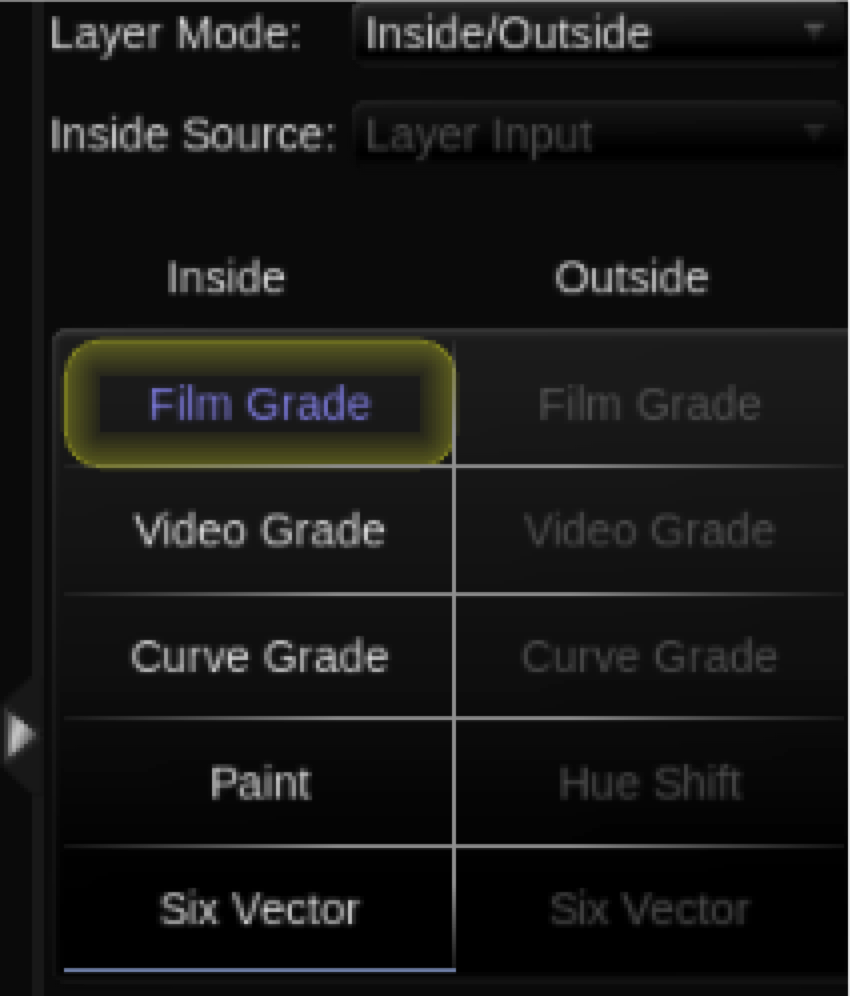 Layer Mode: Inside/Outside
Inside Source: Layer Input
Inside Outside
Film Grade Film Grade
Video Grade Video Grade
Curve Grade Curve Grade
Paint Hue Shift
Six Vector Six Vector